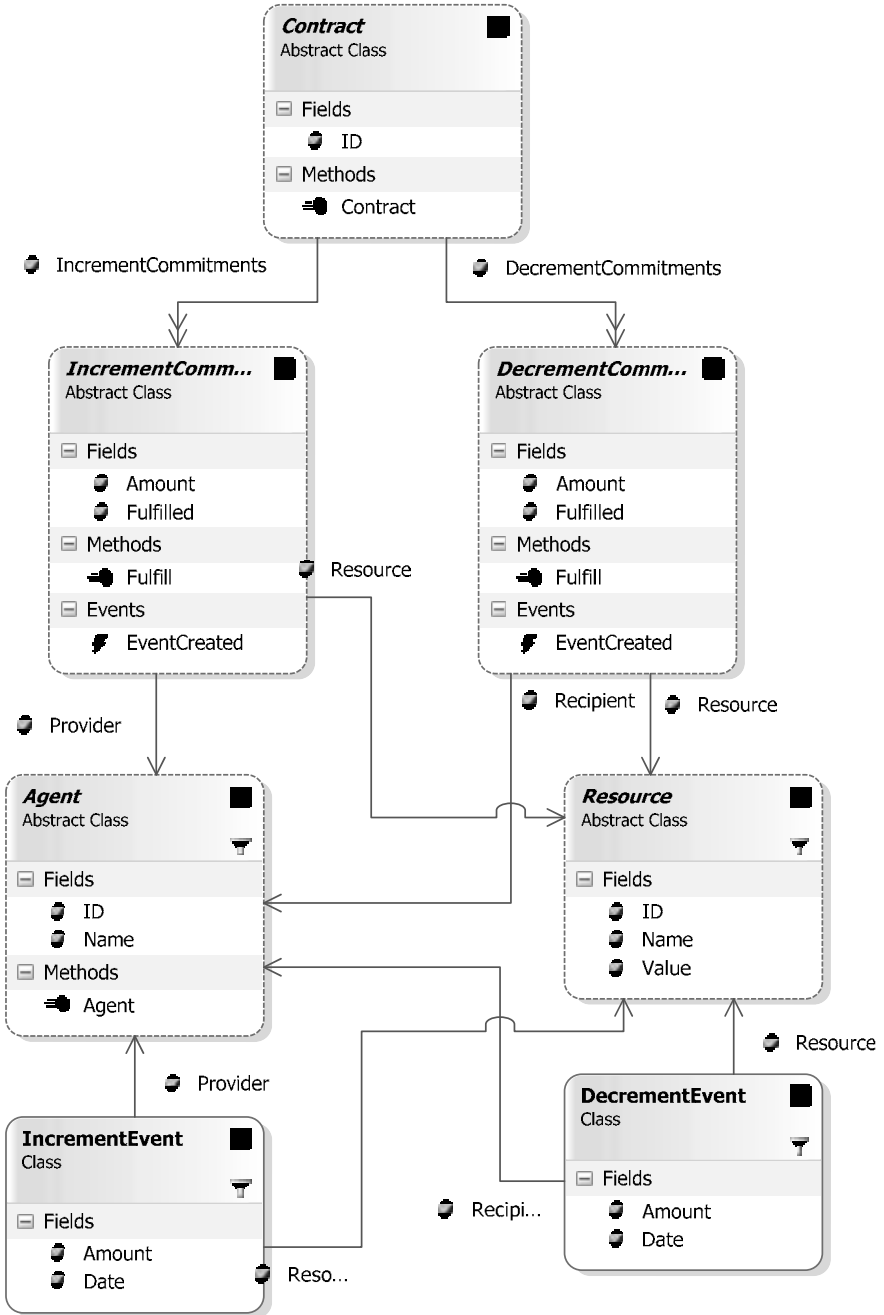 Contract
Abstract Class
Fields
ID
Methods
Contract
IncrementCommitments
DecrementCommitments
IncrementComm...
Abstract Class
Fields
Amount
Fulfilled
Methods
Fulfill
Events
EventCreated
DecrementComm...
Abstract Class
Fields
Amount
Fulfilled
Methods
Fulfill
Events
EventCreated
Resource
Provider
Recipient
Resource
Agent
Abstract Class
Fields
ID
Name
Methods
Agent
Resource
Abstract Class
Fields
ID
Name
Value
Provider
Resource
IncrementEvent
Class
Fields
Amount
Date
Reso...
Recipi...
DecrementEvent
Class
Fields
Amount
Date